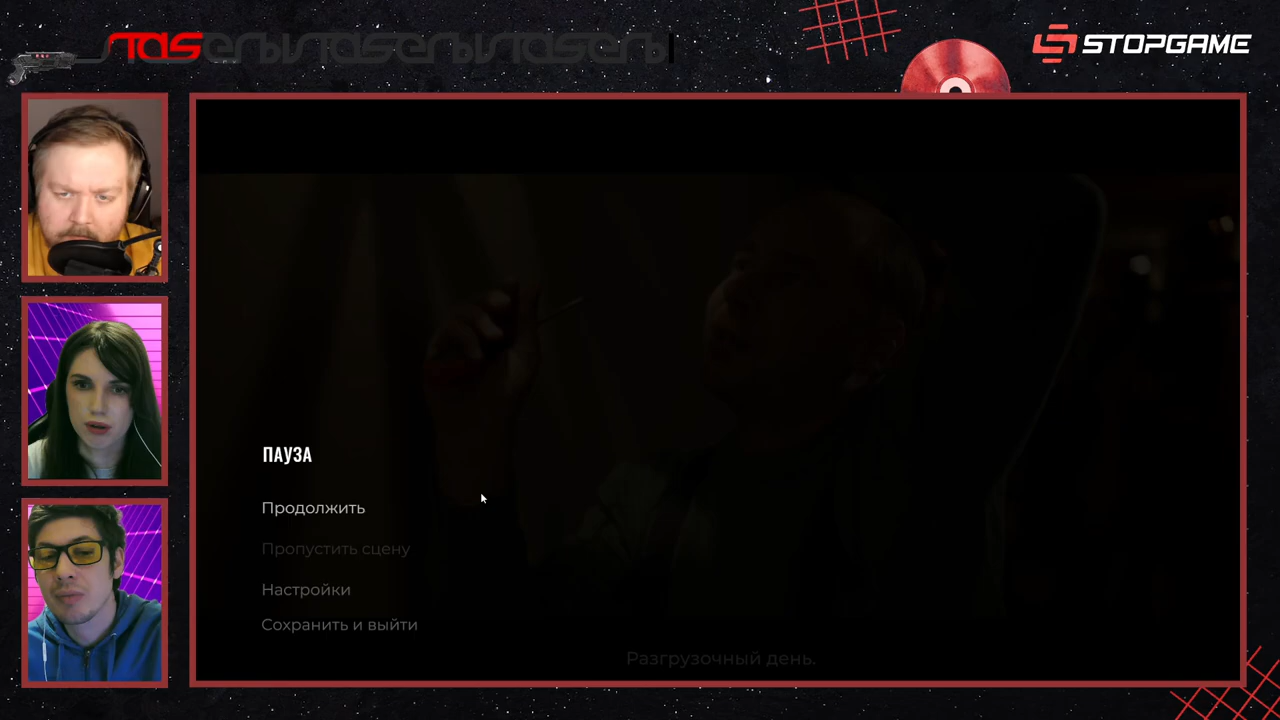 STOPGAME
ПАУЗА
Продолжить
Пропустить сцену
Настройки
Сохранить и выйти
Разгрузочный день.